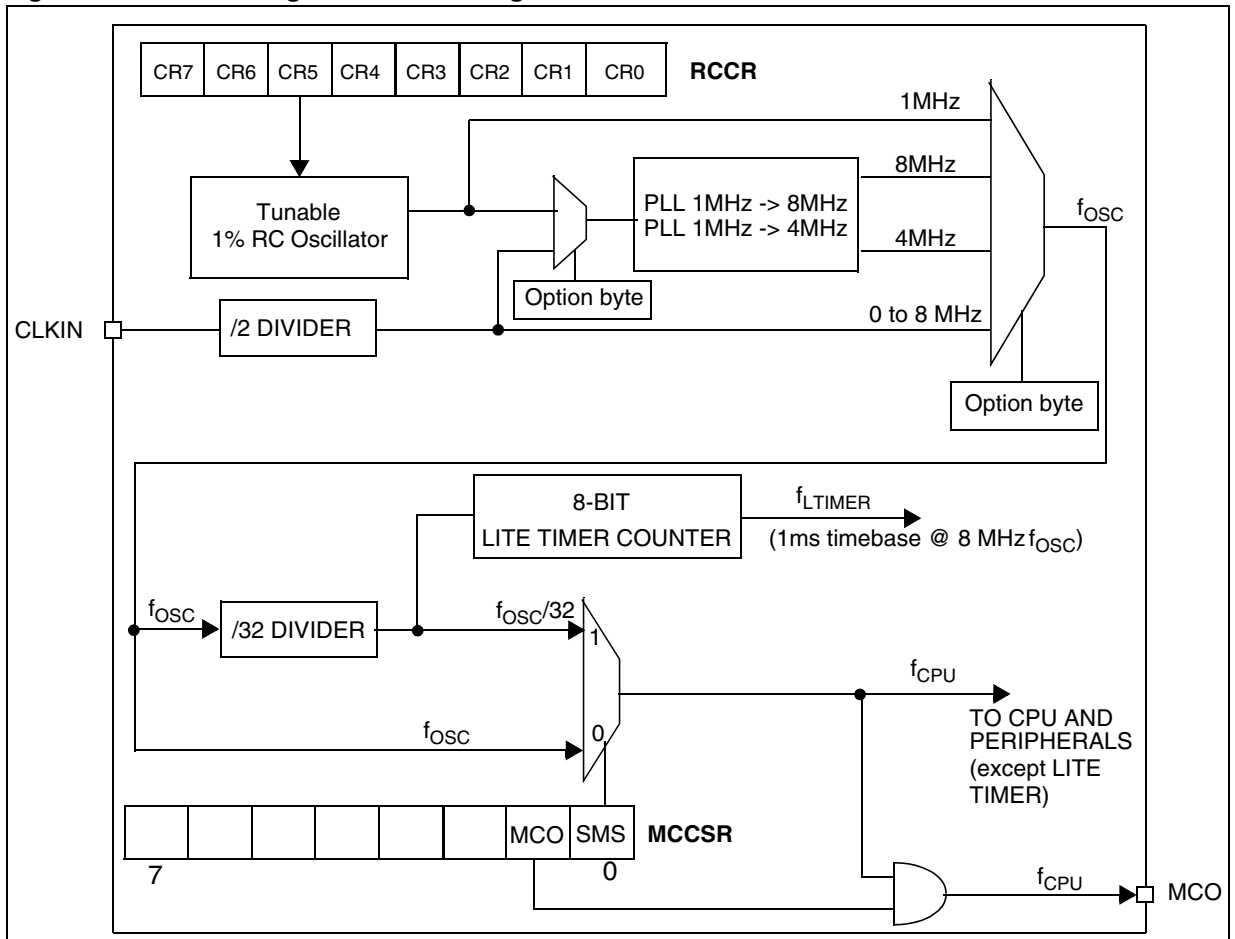 CR7 CR6 CR5 CR4 CR3 CR2 CR1 CR0 RCCR
1MHz
8MHz
Tunable
1% RC Oscillator
PLL 1MHz -> 8MHz
PLL 1MHz -> 4MHz
fOSC
4MHz
Option byte
CLKIN
/2 DIVIDER
0 to 8 MHz
Option byte
8-BIT
LITE TIMER COUNTER
fLTIMER
(1ms timebase @ 8 MHz fOSC)
fOSC
/32 DIVIDER
fOSC/32
1
fCPU
TO CPU AND
PERIPHERALS
(except LITE
TIMER)
fOSC
0
MCO SMS MCCSR
7 0
fCPU
MCO